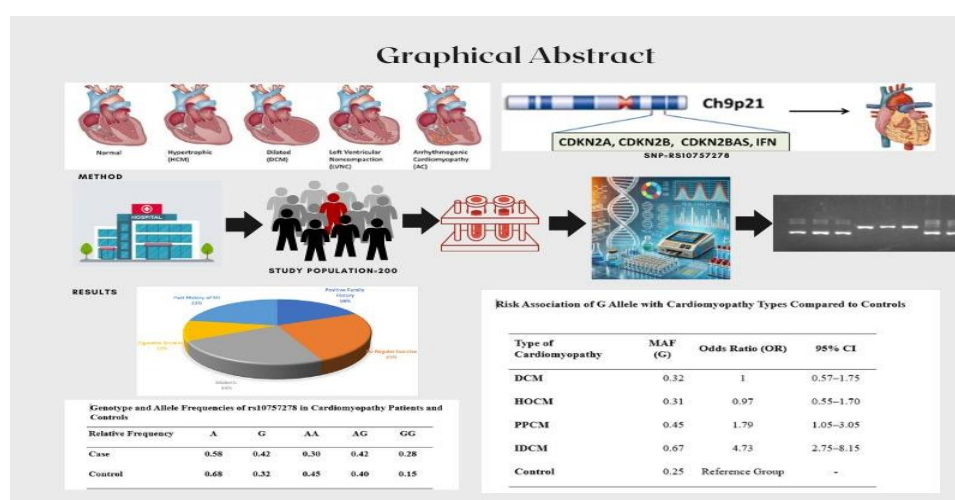 Graphical Abstract
Normal
Hypertrophic
(HCM)
Dilated
(DCM)
Left Ventricular
Noncompaction
(LVNC)
Arrhythmogenic
Cardiomyopathy
(AC)
Ch9p21
CDKN2A, CDKN2B, CDKN2BAS, IFN
SNP=RS10757278
METHOD
HOSPITAL
STUDY POPULATION=200
RESULTS
Positive Family
History
Past History of
Regular Exercise
Genotype and Allele Frequencies of rs10757278 in Cardiomyopathy Patients and
Controls
Relative Frequency A G AA AG GG
Case 0.58 0.42 0.30 0.42 0.28
Control 0.68 0.32 0.45 0.40 0.15
Risk Association of G Allele with Cardiomyopathy Types Compared to Controls
Type of
Cardiomyopathy
MAF
(G)
Odds Ratio (OR) 95% CI
DCM 0.32 1 0.57–1.75
HOCM 0.31 0.97 0.55–1.70
PPCM 0.45 1.79 1.05–3.05
IDCM 0.67 4.73 2.75–8.15
Control 0.25 Reference Group -